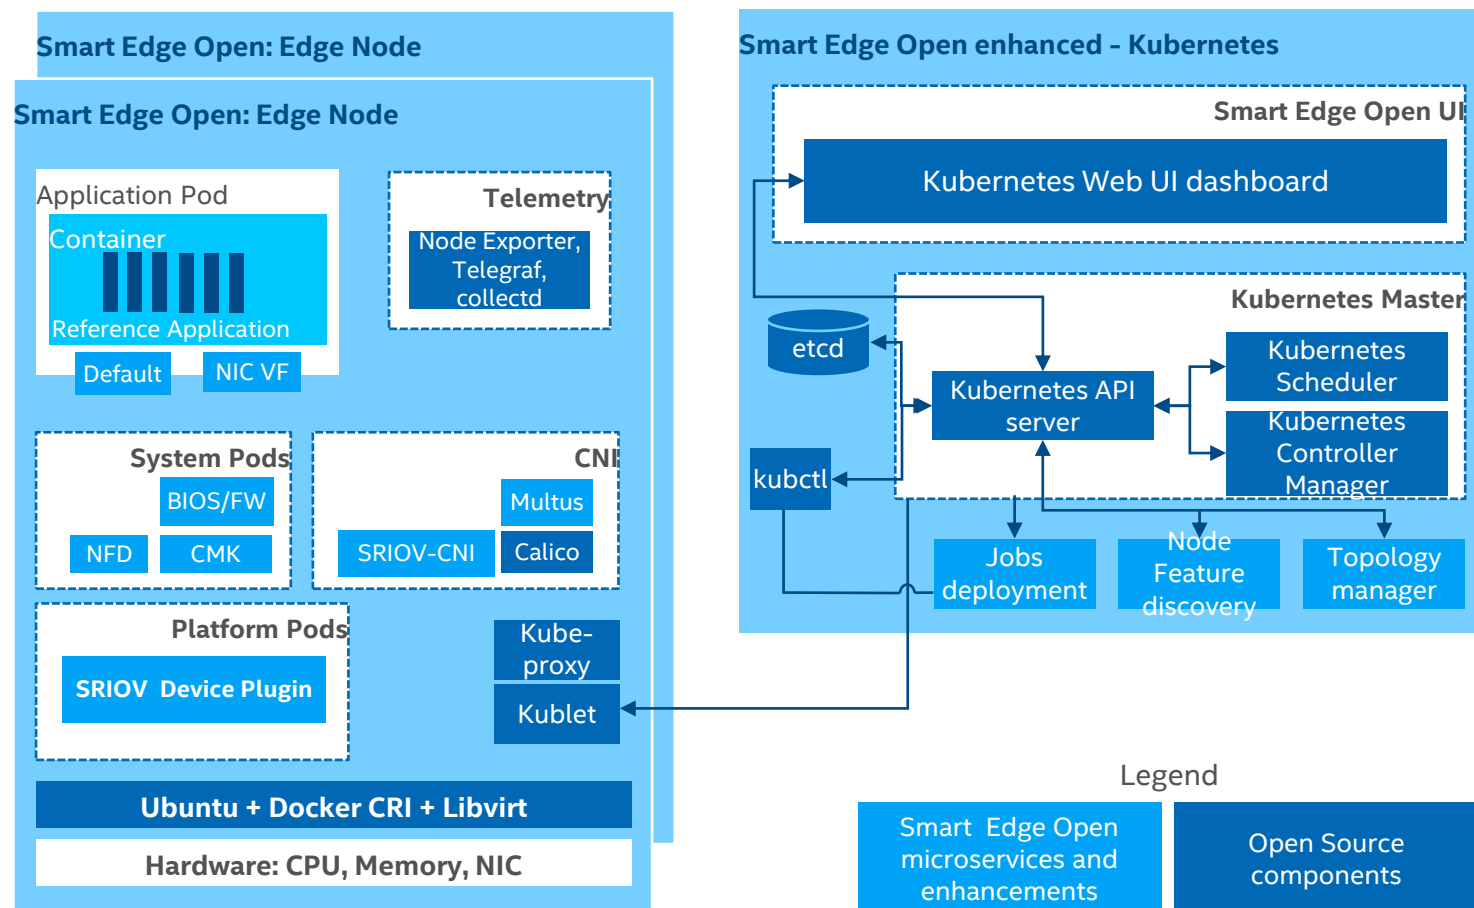 Smart Edge Open: Edge Node
Smart Edge Open: Edge Node
Application Pod
Container
Reference Application
Default
NIC VF
Telemetry
Node Exporter,
Telegraf,
collectd
System Pods
BIOS/FW
NFD
CMK
CNI
Multus
SRIOV-CNI
Calico
Platform Pods
SRIOV Device Plugin
Kube-
proxy
Kublet
Ubuntu + Docker CRI + Libvirt
Hardware: CPU, Memory, NIC
Smart Edge Open enhanced - Kubernetes
Smart Edge Open UI
Kubernetes Web UI dashboard
Kubernetes Master
etcd
Kubernetes API
server
Kubernetes
Scheduler
Kubernetes
Controller
Manager
kubctl
Jobs
deployment
Node
Feature
discovery
Topology
manager
Legend
Smart Edge Open
microservices and
enhancements
Open Source
components